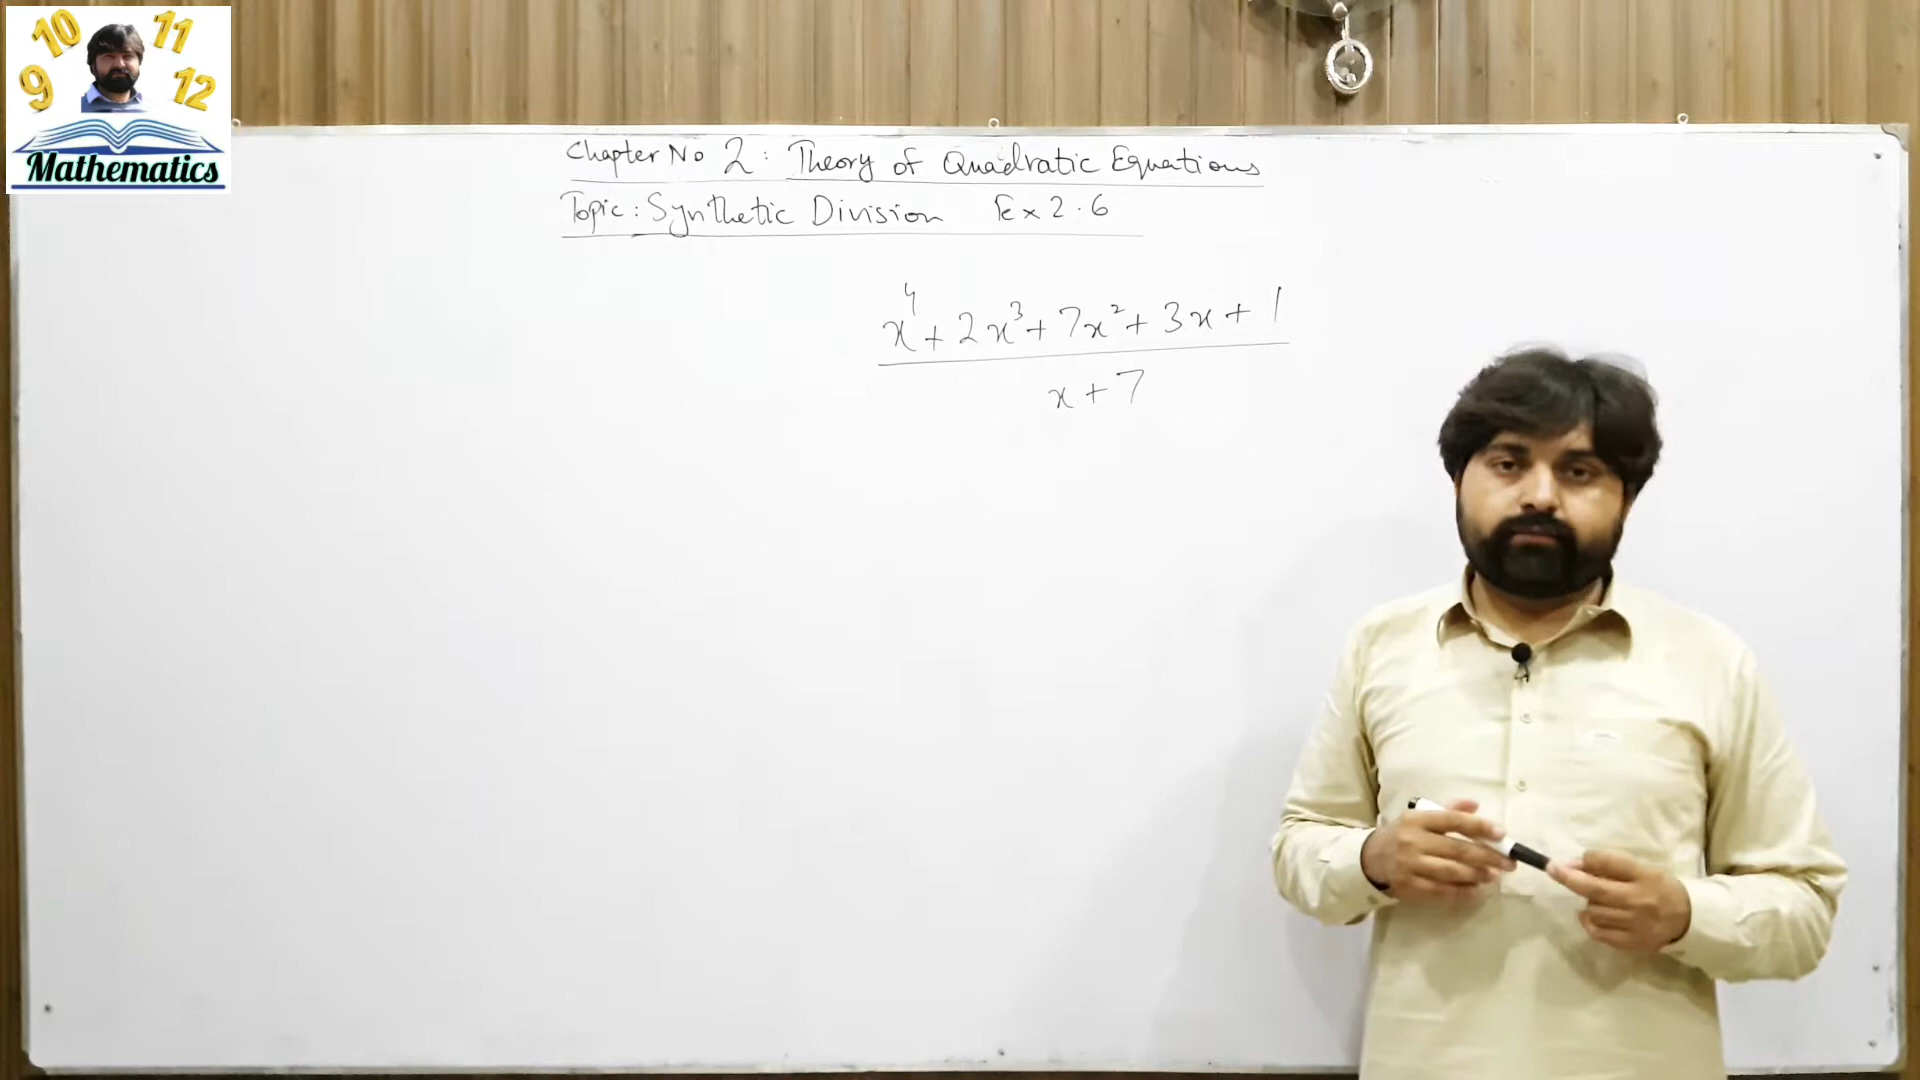 10 11
9 12
Mathematics
Chapter No 2: Theory of Quadratic Equations
Topic: Synthetic Division Ex 2.6
x⁴ + 2x³ + 7x² + 3x + 1
x + 7